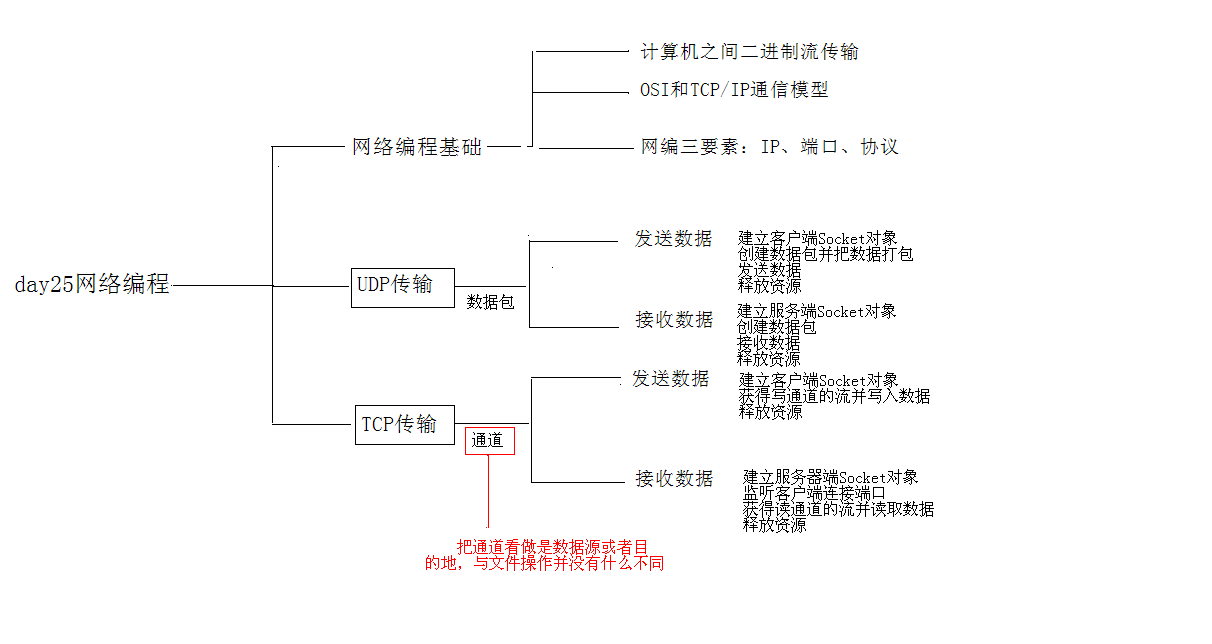 计算机之间二进制流传输
OSI和TCP/IP通信模型
网络编程基础
网编三要素：IP、端口、协议
day25网络编程
UDP传输
数据包
发送数据
建立客户端Socket对象
创建数据包并把数据打包
发送数据
释放资源
接收数据
建立服务端Socket对象
创建数据包
接收数据
释放资源
TCP传输
通道
发送数据
建立客户端Socket对象
获得写通道的流并写入数据
释放资源
接收数据
建立服务器端Socket对象
监听客户端连接端口
获得读通道的流并读取数据
释放资源
把通道看做是数据源或者目
的地，与文件操作并没有什么不同